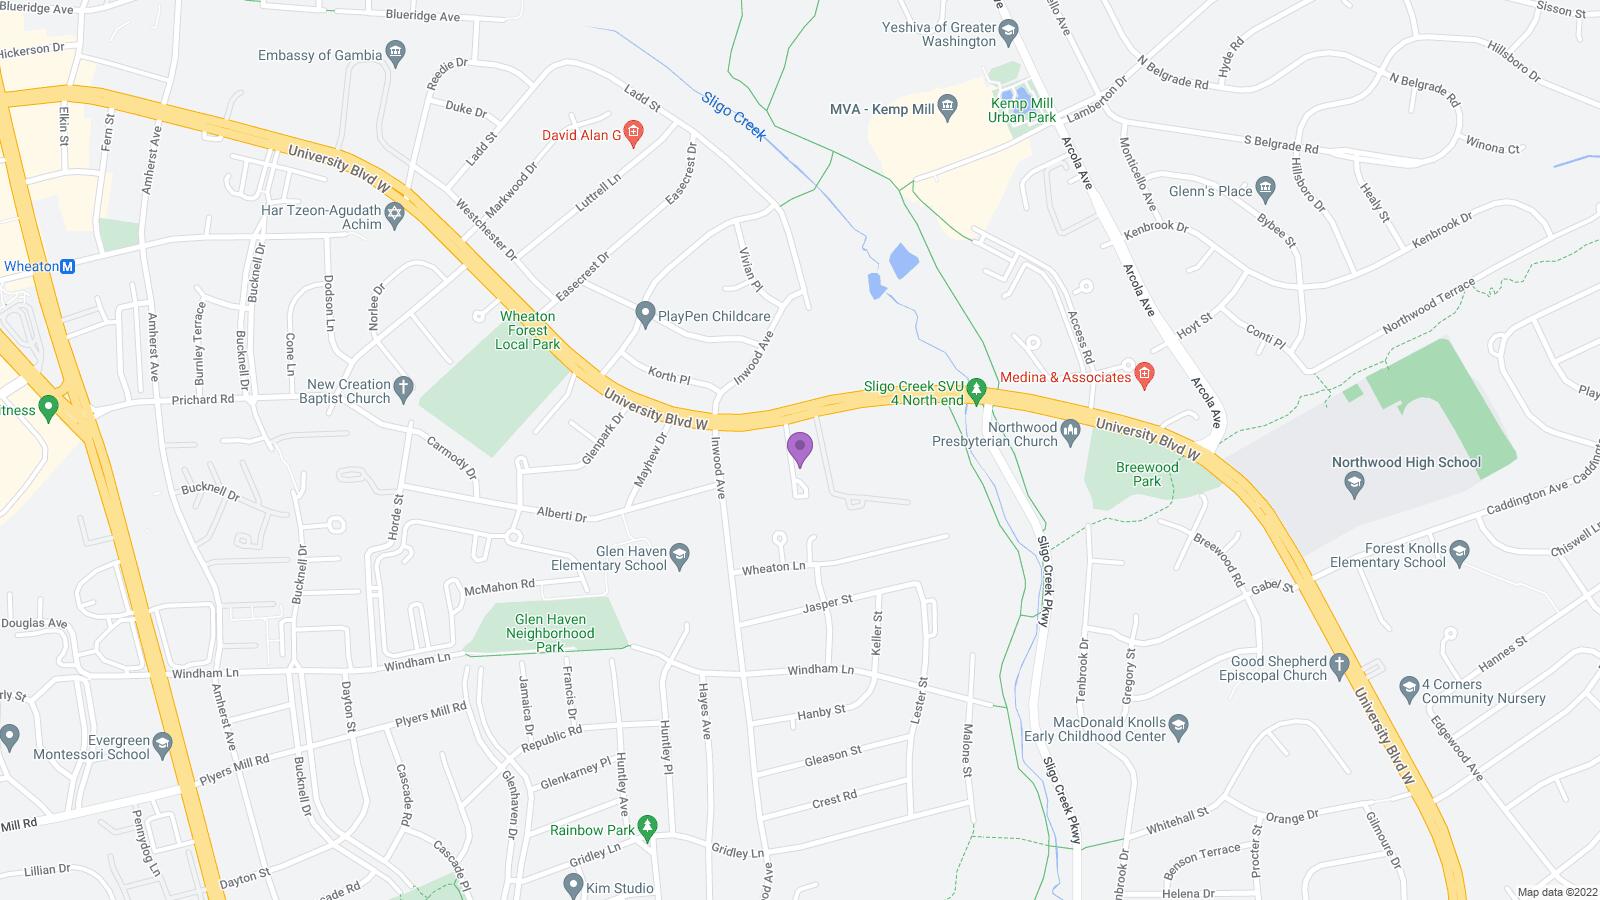 Blueridge Ave
Blueridge Ave
Hickerson Dr
Embassy of Gambia
Reedie Dr
Duke Dr
Ladd St
Ladd St
Sligo Creek
Yeshiva of Greater
Washington
MVA - Kemp Mill
Kemp Mill
Urban Park
Lamberton Dr
N Belgrade Rd
Hyde Rd
Sisson St
Hillsboro Dr
N Belgrade Rd
Elkin St
Fern St
Amherst Ave
University Blvd W
David Alan G
Markwood Dr
Luttrell Ln
Easecrest Dr
Arcola Ave
Monticello Ave
S Belgrade Rd
Winona Ct
Hillsboro Dr
Healy St
Glenn's Place
Bybee St
Kenbrook Dr
Kenbrook Dr
Har Tzeon-Agudath
Achim
Westchester Dr
Wheaton
M
Bucknell Dr
Dodson Ln
Norlee Dr
Easecrest Dr
Vivian Pl
Arcola Ave
Northwood Terrace
Hoyt St
Conti Pl
Access Rd
Amherst Ave
Burnley Terrace
Bucknell Dr
Cone Ln
Wheaton
Forest
Local Park
PlayPen Childcare
Inwood Ave
Korth Pl
New Creation
Baptist Church
Prichard Rd
University Blvd W
Sligo Creek SVU
4 North end
Medina & Associates
Arcola Ave
Northwood
Presbyterian Church
University Blvd W
Breewood
Park
Northwood High School
Caddington Ave
Chiswell Ln
Carmody Dr
Glenpark Dr
Mayhew Dr
Inwood Ave
Bucknell Dr
Horde St
Alberti Dr
Glen Haven
Elementary School
Wheaton Ln
Sligo Creek Pkwy
Breewood Rd
Gabel St
Forest Knolls
Elementary School
Bucknell Dr
McMahon Rd
Jasper St
Keller St
Douglas Ave
Glen Haven
Neighborhood
Park
Windham Ln
Windham Ln
Windham Ln
Tenbrook Dr
Gregory St
Good Shepherd
Episcopal Church
Hannes St
4 Corners
Community Nursery
Amherst Ave
Dayton St
Plyers Mill Rd
Jamaica Dr
Francis Dr
Hayes Ave
Hanby St
Lester St
Malone St
MacDonald Knolls
Early Childhood Center
University Blvd W
Edgewood Ave
Evergreen
Montessori School
Plyers Mill Rd
Bucknell Dr
Cascade Rd
Republic Rd
Glenkarney Pl
Glenhaven Dr
Huntley Ave
Huntley Pl
Gleason St
Crest Rd
Sligo Creek Pkwy
Mill Rd
Pennydog Ln
Rainbow Park
Gridley Ln
Gridley Ln
Whitehall St
Orange Dr
Procter St
Gilmoure Dr
Benson Terrace
Lillian Dr
Dayton St
Cascade Pl
Kim Studio
Helena Dr
Map data ©2022